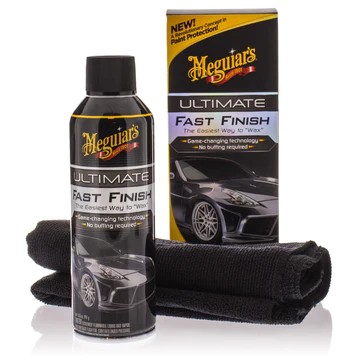 NEW!
A Revolutionary Concept in
Paint Protection!
Meguiar's
ULTIMATE
FAST FINISH
The Easiest Way to "Wax"
Game-changing technology
No buffing required
Meguiar's
ULTIMATE
FAST FINISH
The Easiest Way to "Wax"
Game-changing technology
No buffing required